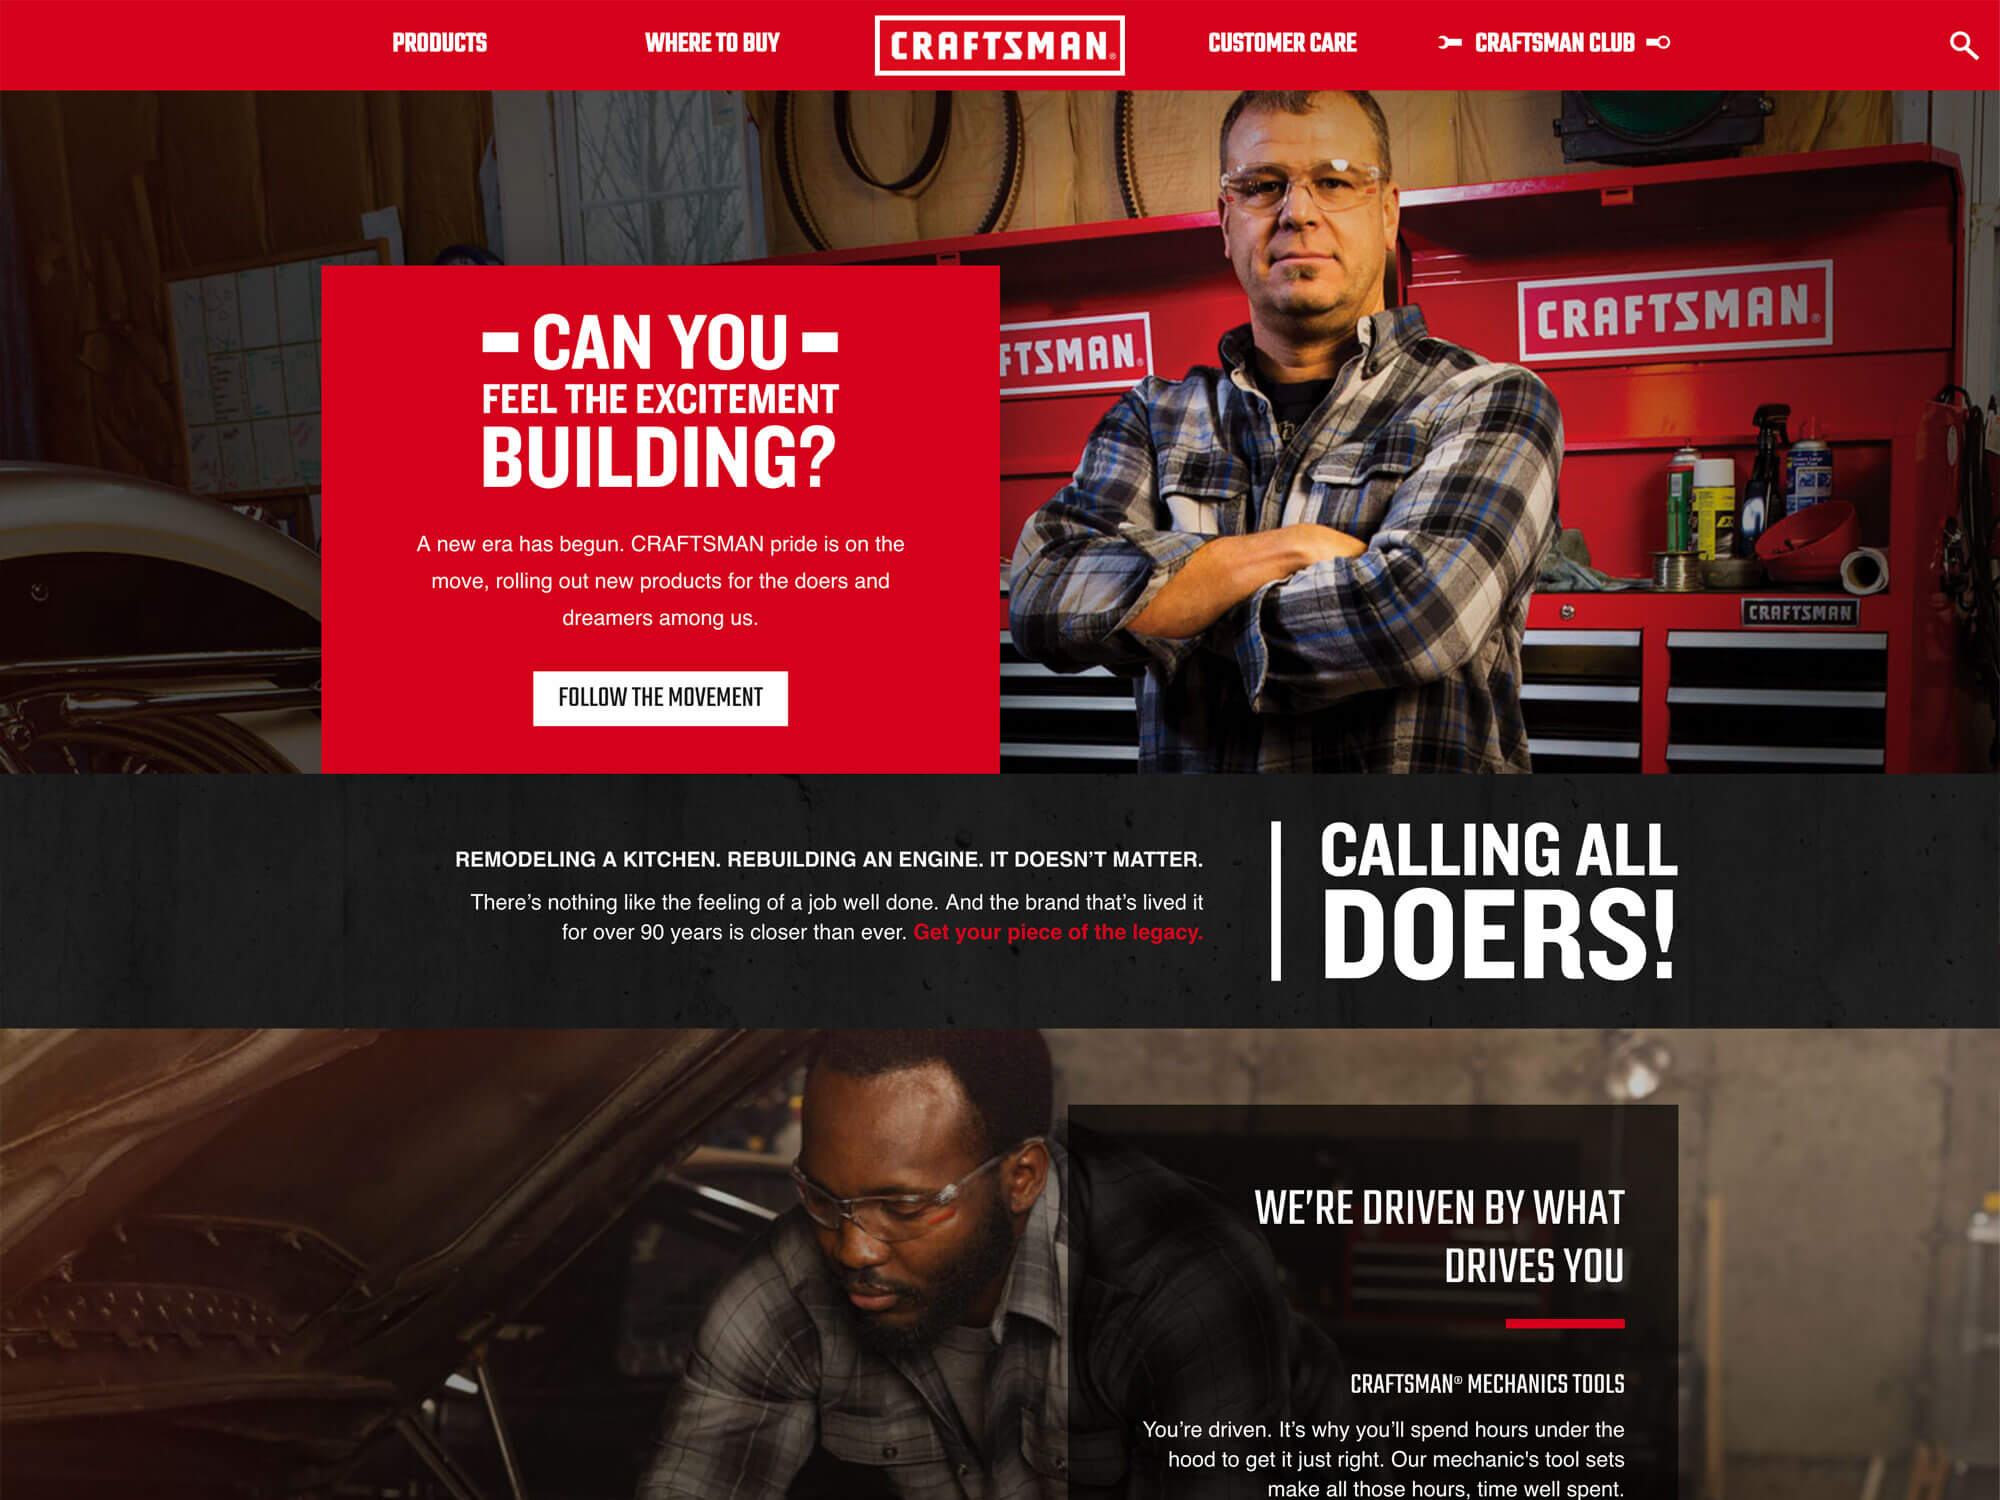 PRODUCTS
WHERE TO BUY
CRAFTSMAN®
CUSTOMER CARE
CRAFTSMAN CLUB
CAN YOU
FEEL THE EXCITEMENT
BUILDING?
A new era has begun. CRAFTSMAN pride is on the
move, rolling out new products for the doers and
dreamers among us.
FOLLOW THE MOVEMENT
FTSMAN®
CRAFTSMAN®
CRAFTSMAN
REMODELING A KITCHEN. REBUILDING AN ENGINE. IT DOESN’T MATTER.
There’s nothing like the feeling of a job well done. And the brand that’s lived it
for over 90 years is closer than ever. Get your piece of the legacy.
CALLING ALL
DOERS!
WE’RE DRIVEN BY WHAT
DRIVES YOU
CRAFTSMAN® MECHANICS TOOLS
You’re driven. It’s why you’ll spend hours under the
hood to get it just right. Our mechanic's tool sets
make all those hours, time well spent.